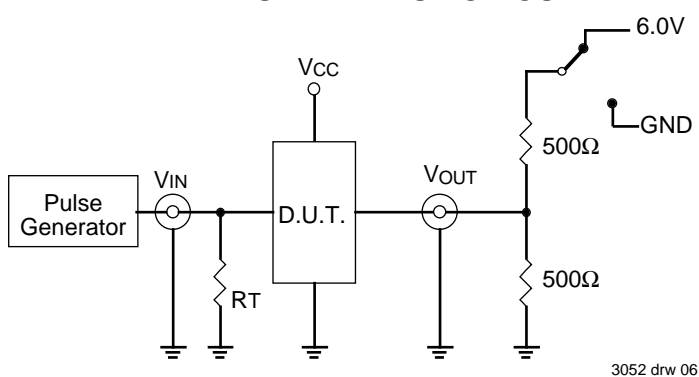 6.0V
VCC
GND
500Ω
VIN
VOUT
Pulse
Generator
D.U.T.
RT
500Ω
3052 drw 06